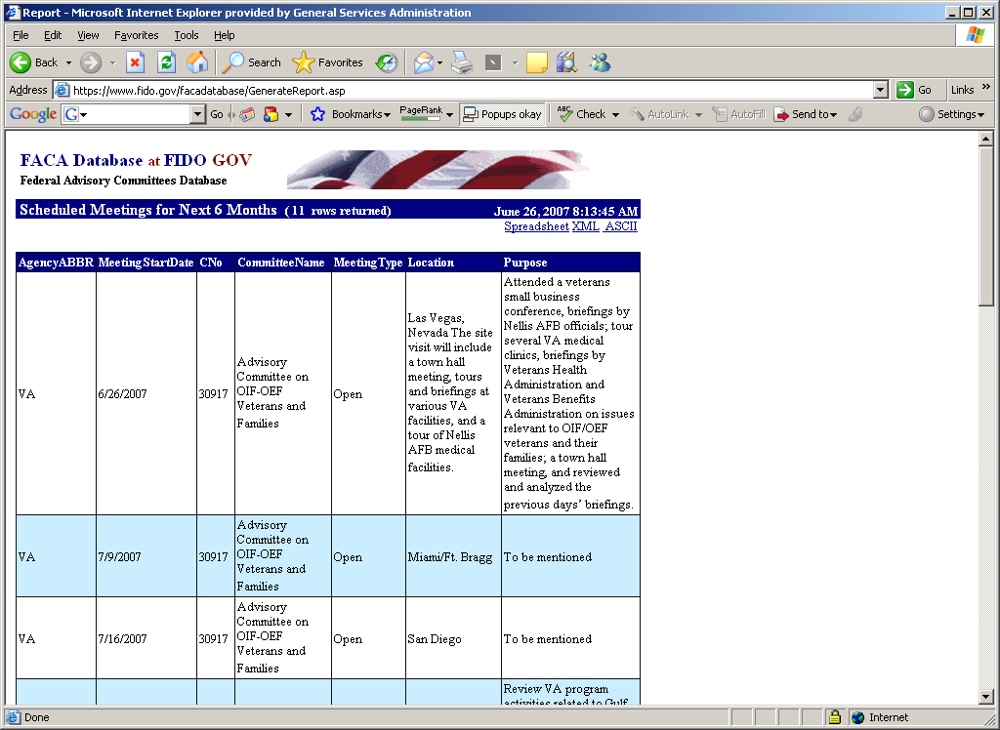 Report - Microsoft Internet Explorer provided by General Services Administration
File Edit View Favorites Tools Help
Back Search Favorites
Address https://www.fido.gov/facadatabase/GenerateReport.asp Go Links »
Google G Go Bookmarks PageRank Popups okay ABC Check AutoLink AutoFill Send to Settings
FACA Database at FIDO GOV
Federal Advisory Committees Database
Scheduled Meetings for Next 6 Months ( 11 rows returned) June 26, 2007 8:13:45 AM
Spreadsheet XML ASCII
AgencyABBR MeetingStartDate CNo CommitteeName MeetingType Location Purpose
VA
6/26/2007
30917
Advisory
Committee on
OIF-OEF
Veterans and
Families
Open
Las Vegas,
Nevada The site
visit will include
a town hall
meeting, tours
and briefings at
various VA
facilities, and a
tour of Nellis
AFB medical
facilities.
Attended a veterans
small business
conference, briefings by
Nellis AFB officials; tour
several VA medical
clinics, briefings by
Veterans Health
Administration and
Veterans Benefits
Administration on issues
relevant to OIF/OEF
veterans and their
families; a town hall
meeting, and reviewed
and analyzed the
previous days’ briefings.
VA
7/9/2007
30917
Advisory
Committee on
OIF-OEF
Veterans and
Families
Open
Miami/Ft. Bragg
To be mentioned
VA
7/16/2007
30917
Advisory
Committee on
OIF-OEF
Veterans and
Families
Open
San Diego
To be mentioned
Review VA program
activities related to Gulf
Done Internet